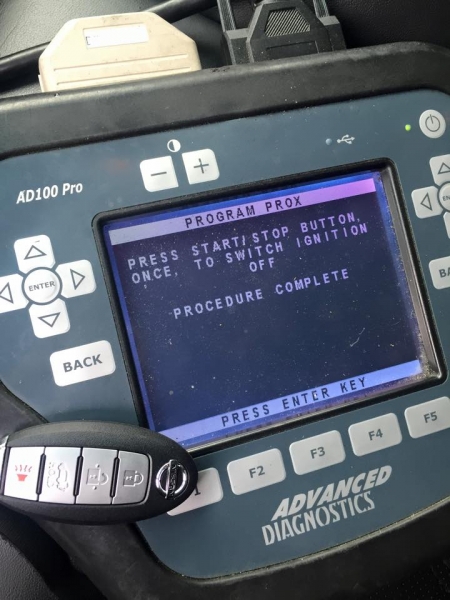 AD100 Pro
− +
PROGRAM PROX
PRESS START/STOP BUTTON,
ONCE, TO SWITCH IGNITION
OFF
PROCEDURE COMPLETE
PRESS ENTER KEY
ENTER
BACK
F2
F3
F4
F5
ADVANCED
DIAGNOSTICS